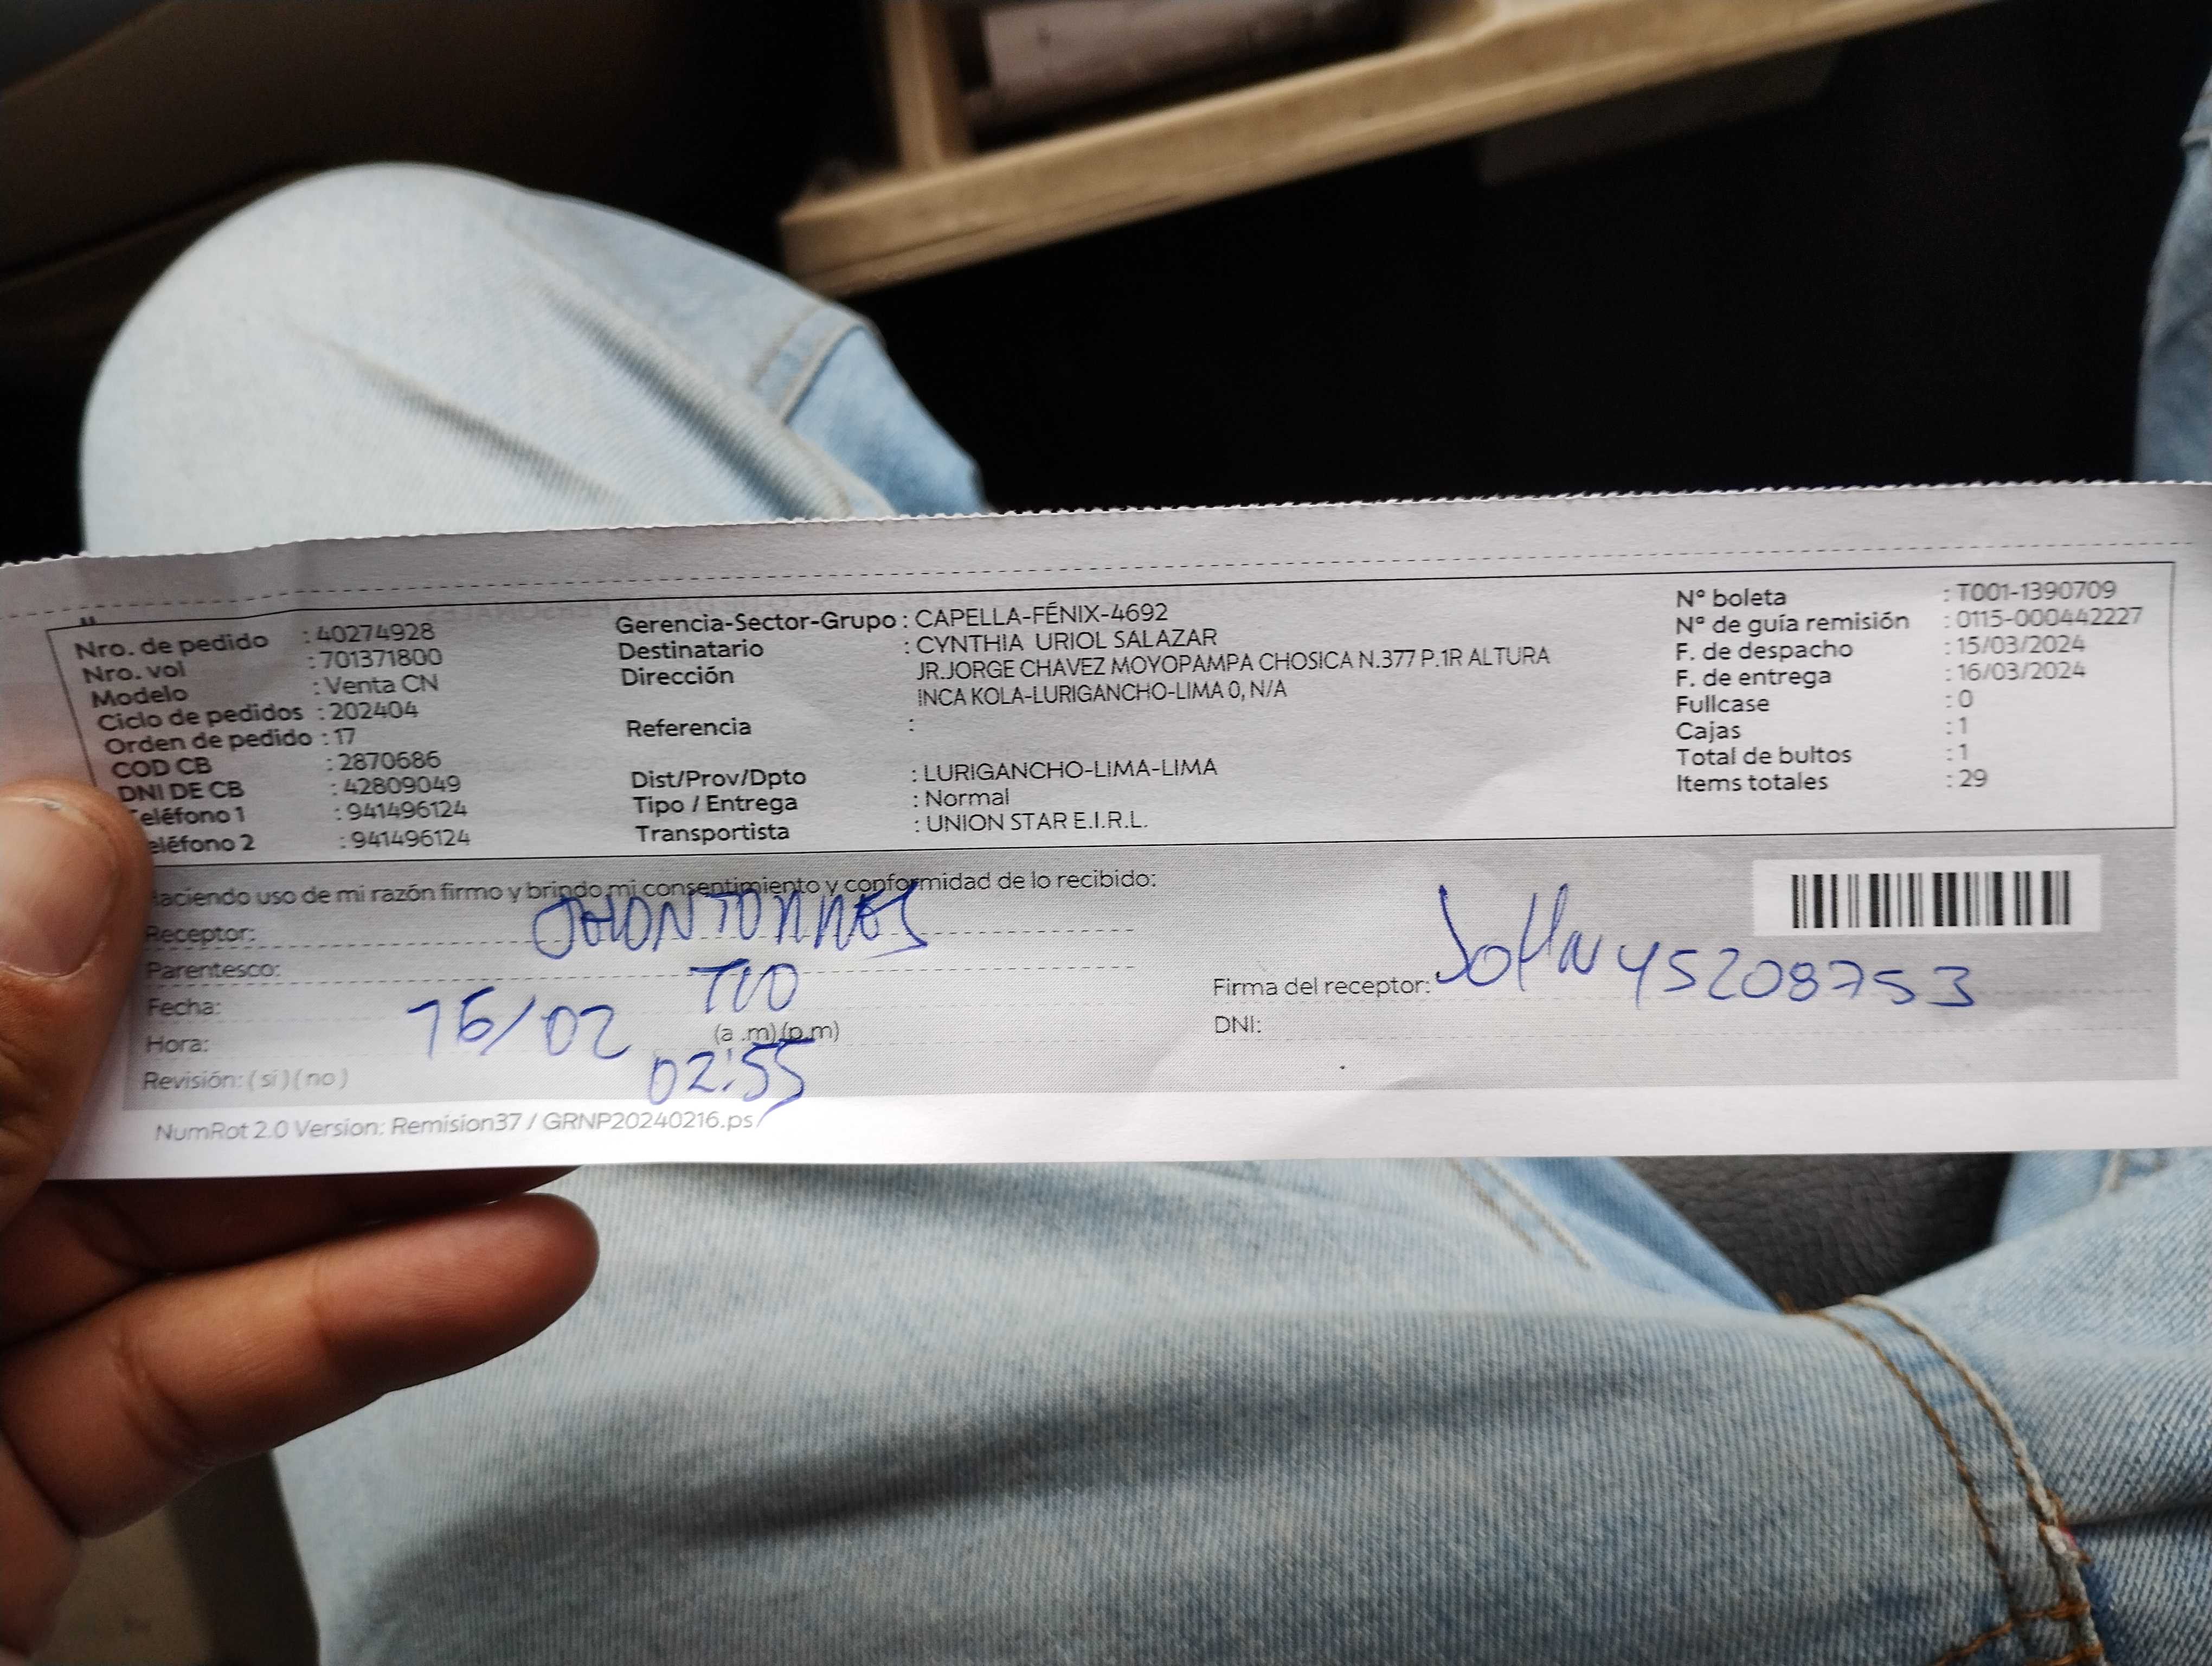 Nro. de pedido : 40274928
Nro. vol : 701371800
Modelo : Venta CN
Ciclo de pedidos : 202404
Orden de pedido : 17
COD CB : 2870686
DNI DE CB : 42809049
eléfono 1 : 941496124
eléfono 2 : 941496124
Gerencia-Sector-Grupo : CAPELLA-FÉNIX-4692
Destinatario : CYNTHIA URIOL SALAZAR
Dirección JR.JORGE CHAVEZ MOYOPAMPA CHOSICA N.377 P.1R ALTURA
INCA KOLA-LURIGANCHO-LIMA 0, N/A
Referencia :
Dist/Prov/Dpto : LURIGANCHO-LIMA-LIMA
Tipo / Entrega : Normal
Transportista : UNION STAR E.I.R.L.
Nº boleta : T001-1390709
Nº de guía remisión : 0115-000442227
F. de despacho : 15/03/2024
F. de entrega : 16/03/2024
Fullcase : 0
Cajas : 1
Total de bultos : 1
Items totales : 29
Haciendo uso de mi razón firmo y brindo mi consentimiento y conformidad de lo recibido:
Receptor:
Parentesco: TIO
Fecha: 16/02
Hora: (a .m)(p.m) 02:55
Revisión: ( si ) ( no )
Firma del receptor: JoHN 45208753
DNI:
NumRot 2.0 Version: Remision37 / GRNP20240216.ps/